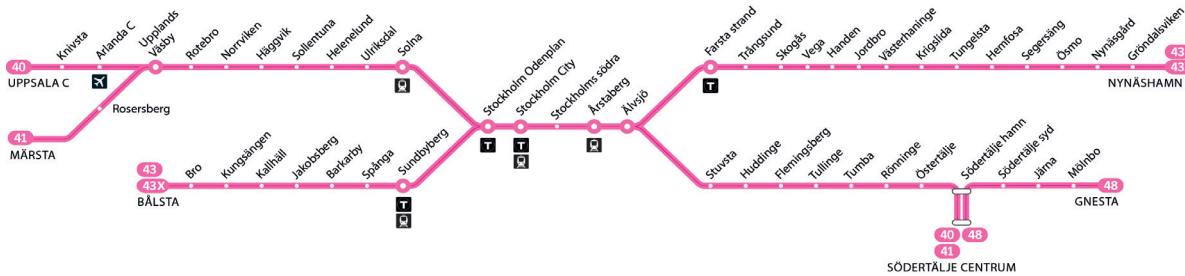 40
UPPSALA C
Knivsta
Arlanda C
Upplands
Väsby
Rotebro
Norrviken
Häggvik
Sollentuna
Helenelund
Ulriksdal
Solna
Rosersberg
41
MÄRSTA
43
43X
BÅLSTA
Bro
Kungsängen
Kallhäll
Jakobsberg
Barkarby
Spånga
Sundbyberg
T
Stockholm Odenplan
T
Stockholm City
T
Stockholms södra
Årstaberg
Älvsjö
Farsta strand
T
Trångsund
Skogås
Vega
Handen
Jordbro
Västerhaninge
Krigslida
Tungelsta
Hemfosa
Segersäng
Ösmo
Nynäsgård
Gröndalsviken
43
43
NYNÄSHAMN
Stuvsta
Huddinge
Flemingsberg
Tullinge
Tumba
Rönninge
Östertälje
Södertälje hamn
Södertälje syd
Järna
Mölnbo
48
GNESTA
40
48
41
SÖDERTÄLJE CENTRUM